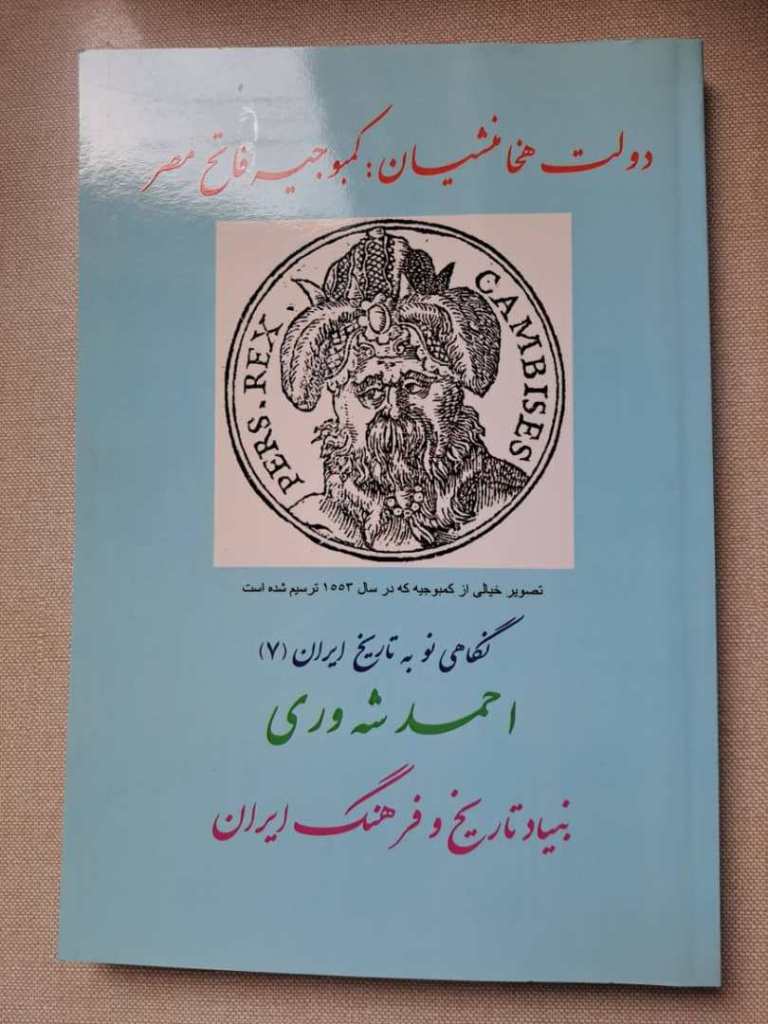 دولت هخامنشیان: کمبوجیه فاتح مصر
PERS. REX. CAMBISES
تصویر خیالی از کمبوجیه که در سال ۱۵۵۳ ترسیم شده است
نگاهی نو به تاریخ ایران (۷)
احمد شه وری
بنیاد تاریخ و فرهنگ ایران